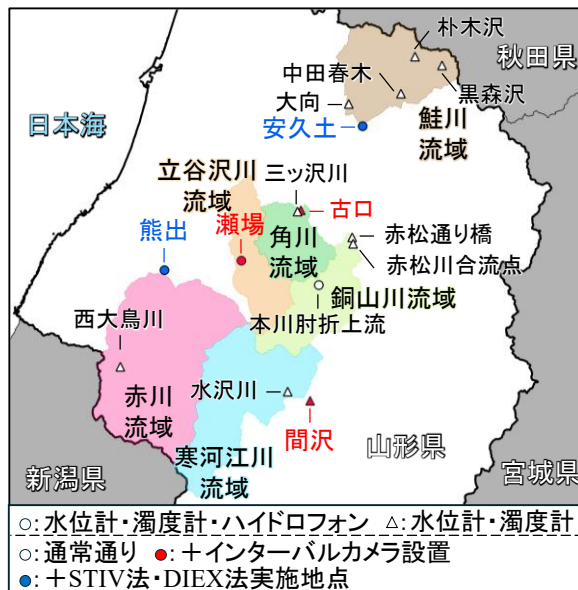 朴木沢
秋田県
中田春木
黒森沢
大向
日本海
安久土
鮭川
流域
立谷沢川
流域
三ッ沢川
古口
熊出
瀬場
角川
流域
赤松通り橋
赤松川合流点
銅山川流域
西大鳥川
本川肘折上流
赤川
流域
水沢川
間沢
山形県
寒河江川
流域
新潟県
宮城県
○: 水位計・濁度計・ハイドロフォン △: 水位計・濁度計
○: 通常通り ●: ＋インターバルカメラ設置
●: ＋STIV法・DIEX法実施地点